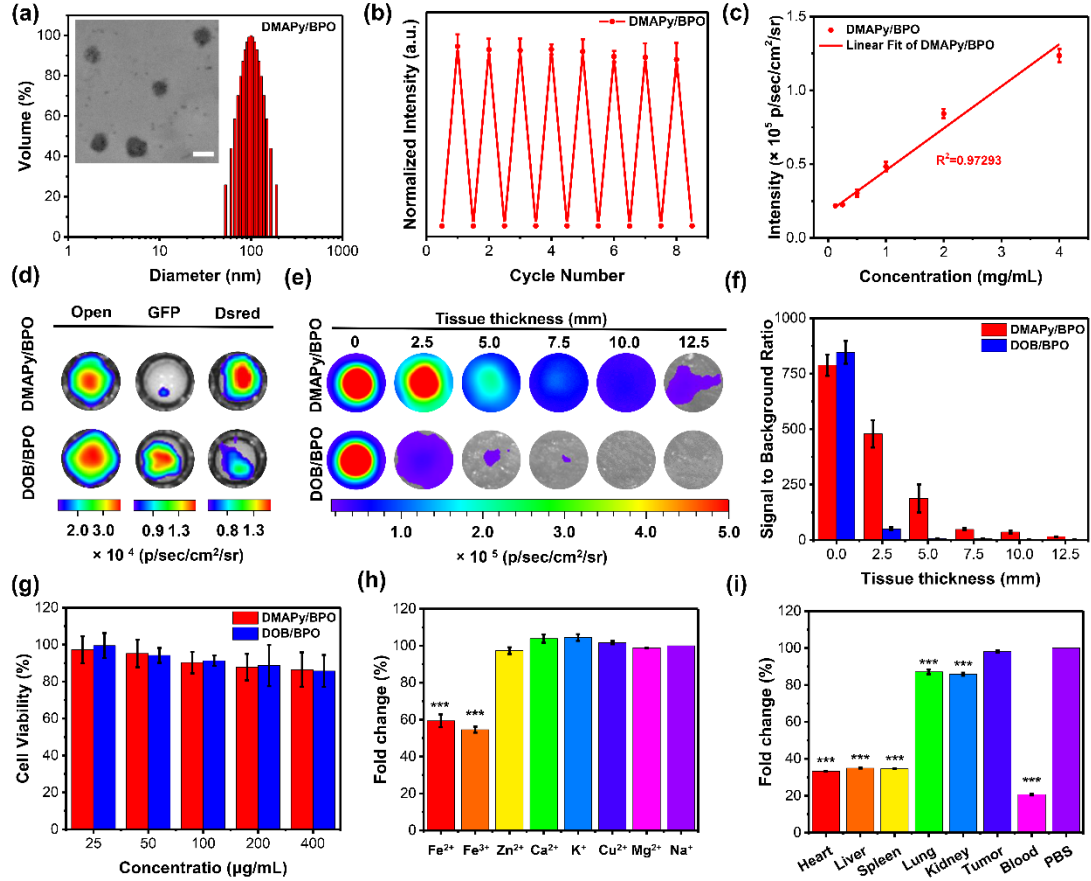 (a)
DMAPy/BPO
100
80
60
40
20
0
Volume (%)
1
10
100
1000
Diameter (nm)
(b)
DMAPy/BPO
Normalized Intensity (a.u.)
0
2
4
6
8
Cycle Number
(c)
DMAPy/BPO
Linear Fit of DMAPy/BPO
1.5
1.0
0.5
0.0
Intensity (× 10⁵ p/sec/cm²/sr)
R²=0.97293
0
1
2
3
4
Concentration (mg/mL)
(d)
Open GFP Dsred
DMAPy/BPO
DOB/BPO
2.0 3.0 0.9 1.3 0.8 1.3
× 10⁴ (p/sec/cm²/sr)
(e)
Tissue thickness (mm)
0 2.5 5.0 7.5 10.0 12.5
DMAPy/BPO
DOB/BPO
1.0 2.0 3.0 4.0 5.0
× 10⁵ (p/sec/cm²/sr)
(f)
DMAPy/BPO
DOB/BPO
900
750
500
250
0
Signal to Background Ratio
0.0 2.5 5.0 7.5 10.0 12.5
Tissue thickness (mm)
(g)
DMAPy/BPO
DOB/BPO
120
100
80
60
40
20
0
Cell Viability (%)
25 50 100 200 400
Concentratio (μg/mL)
(h)
120
100
80
60
40
20
0
Fold change (%)
*** ***
Fe²⁺ Fe³⁺ Zn²⁺ Ca²⁺ K⁺ Cu²⁺ Mg²⁺ Na⁺
(i)
120
100
80
60
40
20
0
Fold change (%)
*** *** *** *** *** ***
Heart Liver Spleen Lung Kidney Tumor Blood PBS